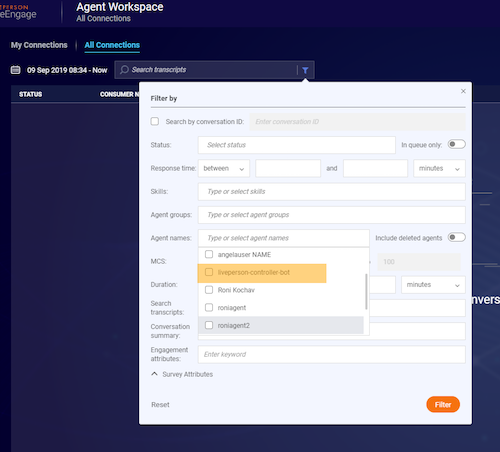 EPERSON
eEngage
Agent Workspace
All Connections
My Connections All Connections
09 Sep 2019 08:34 - Now Search transcripts
STATUS CONSUMER N
Filter by
Search by conversation ID: Enter conversation ID
Status: Select status In queue only:
Response time: between and minutes
Skills: Type or select skills
Agent groups: Type or select agent groups
Agent names: Type or select agent names Include deleted agents
angelauser NAME
MCS: liveperson-controller-bot 100
Duration: Roni Kochav minutes
Search transcripts: roniagent
nvers
Conversation summary: roniagent2
Engagement attributes: Enter keyword
Survey Attributes
Reset Filter